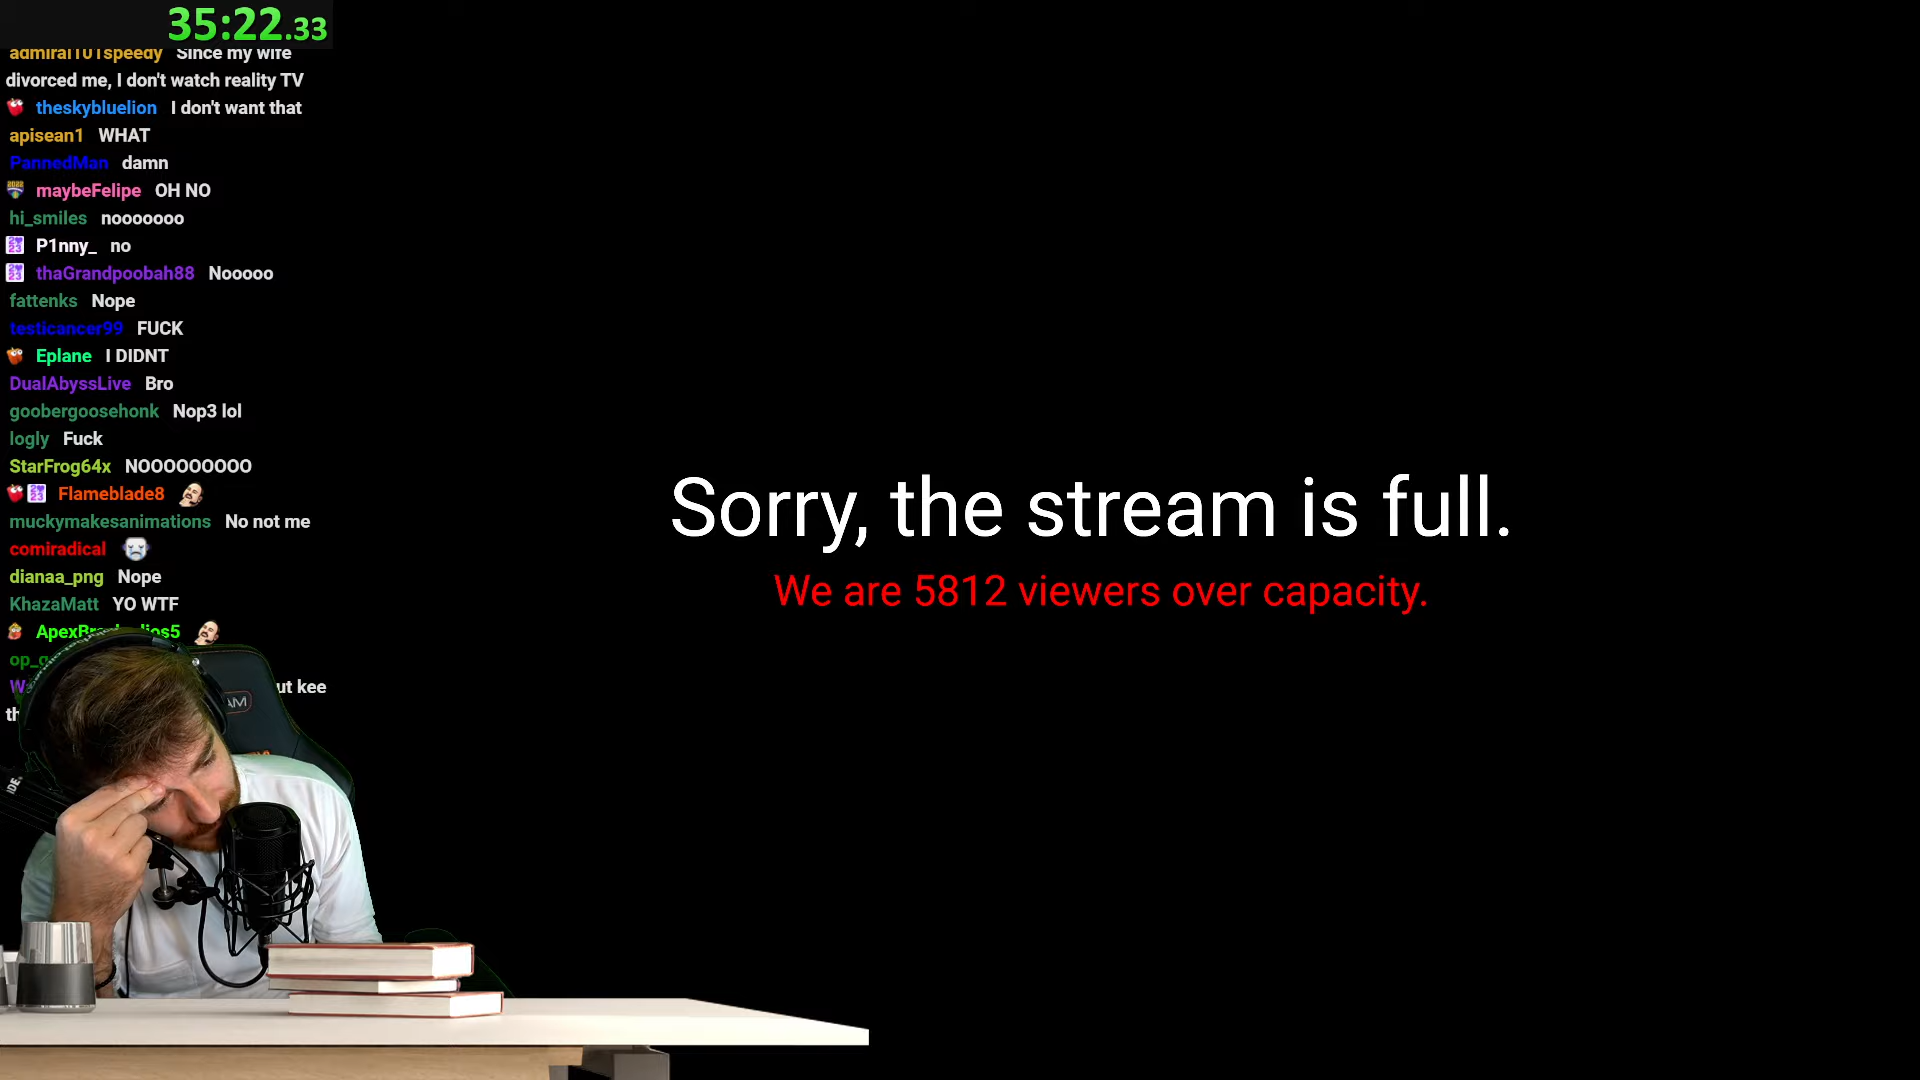 35:22.33
admiral101speedy Since my wife
divorced me, I don't watch reality TV
theskybluelion I don't want that
apisean1 WHAT
PannedMan damn
maybeFelipe OH NO
hi_smiles nooooooo
P1nny_ no
thaGrandpoobah88 Nooooo
fattenks Nope
testicancer99 FUCK
Eplane I DIDNT
DualAbyssLive Bro
goobergoosehonk Nop3 lol
logly Fuck
StarFrog64x NOOOOOOOOO
Flameblade8
muckymakesanimations No not me
comiradical
dianaa_png Nope
KhazaMatt YO WTF
Sorry, the stream is full.
We are 5812 viewers over capacity.